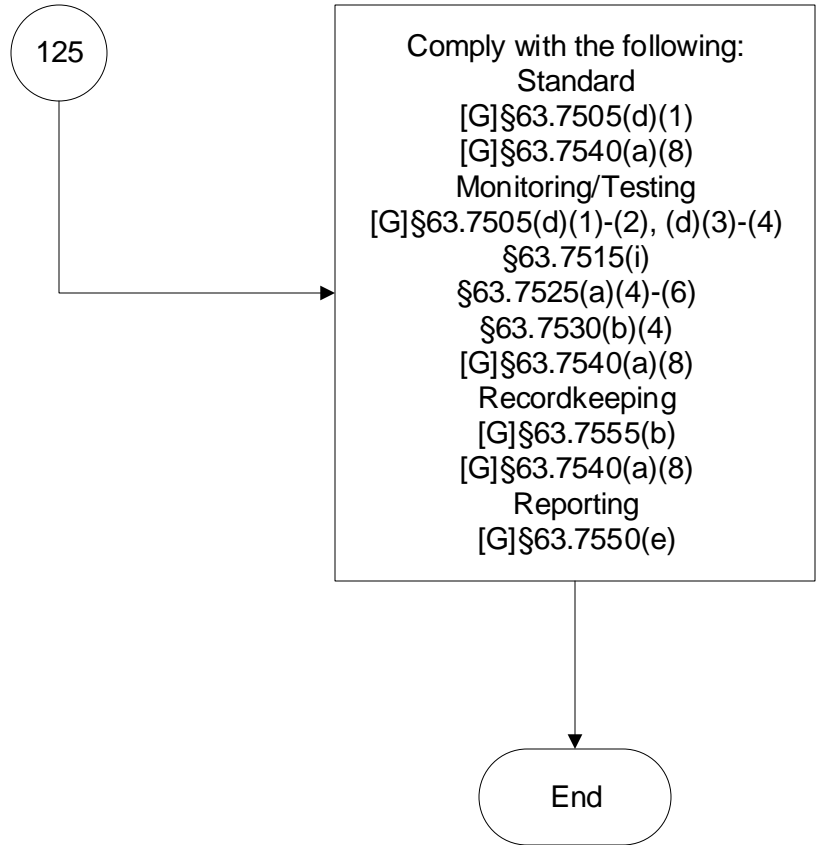 125
Comply with the following:
Standard
[G]§63.7505(d)(1)
[G]§63.7540(a)(8)
Monitoring/Testing
[G]§63.7505(d)(1)-(2), (d)(3)-(4)
§63.7515(i)
§63.7525(a)(4)-(6)
§63.7530(b)(4)
[G]§63.7540(a)(8)
Recordkeeping
[G]§63.7555(b)
[G]§63.7540(a)(8)
Reporting
[G]§63.7550(e)
End